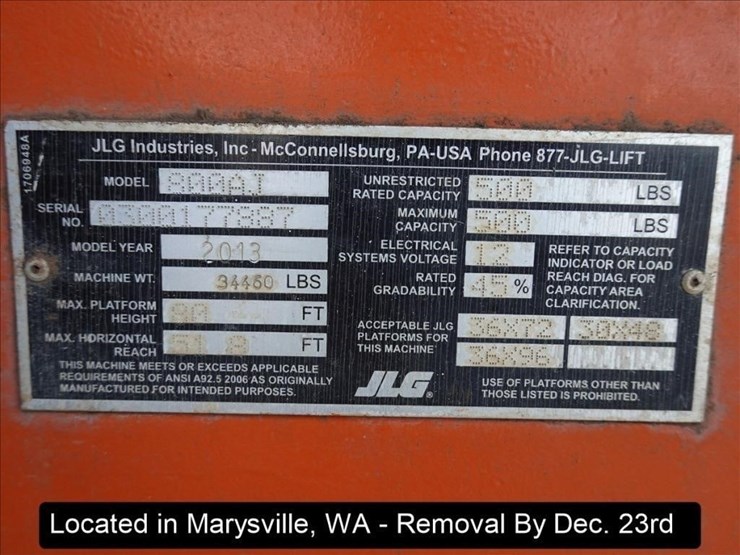 1706948A
JLG Industries, Inc - McConnellsburg, PA-USA Phone 877-JLG-LIFT
MODEL 800AJ
SERIAL NO. 0300177887
MODEL YEAR 2013
MACHINE WT. 34460 LBS
MAX. PLATFORM HEIGHT 80 FT
MAX. HORIZONTAL REACH FT
THIS MACHINE MEETS OR EXCEEDS APPLICABLE
REQUIREMENTS OF ANSI A92.5 2006 AS ORIGINALLY
MANUFACTURED FOR INTENDED PURPOSES.
UNRESTRICTED
RATED CAPACITY 500 LBS
MAXIMUM
CAPACITY 500 LBS
ELECTRICAL
SYSTEMS VOLTAGE 12
RATED
GRADABILITY 45 %
REFER TO CAPACITY
INDICATOR OR LOAD
REACH DIAG. FOR
CAPACITY AREA
CLARIFICATION.
ACCEPTABLE JLG
PLATFORMS FOR
THIS MACHINE
36X72 30X48
36X96
JLG®
USE OF PLATFORMS OTHER THAN
THOSE LISTED IS PROHIBITED.
Located in Marysville, WA - Removal By Dec. 23rd